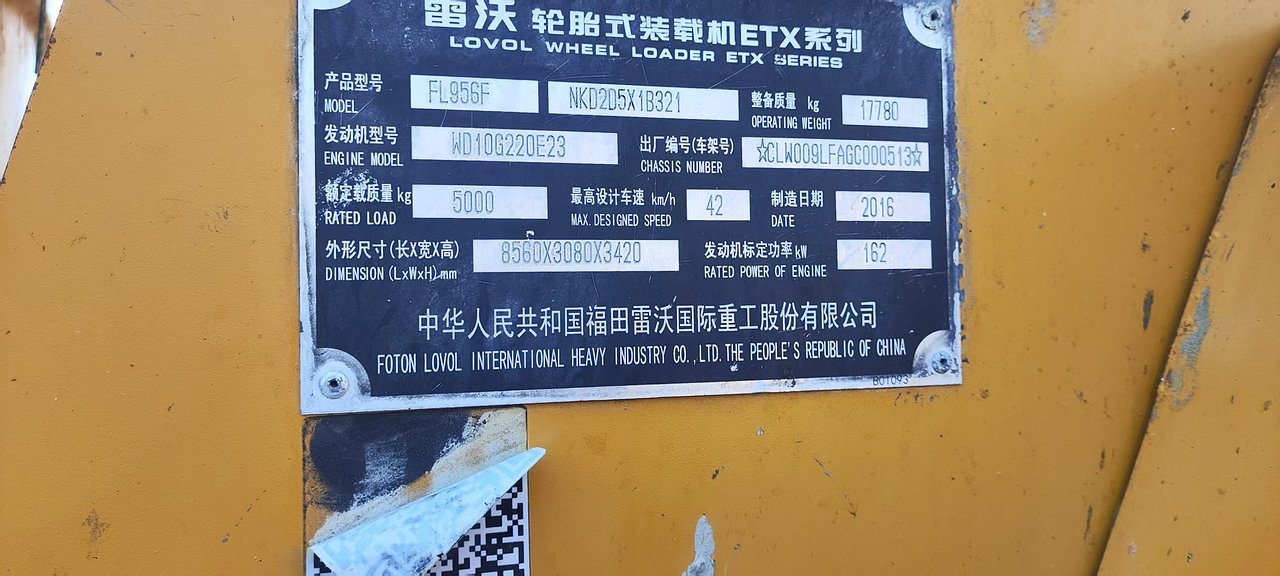 雷沃 轮胎式装载机ETX系列
LOVOL WHEEL LOADER ETX SERIES
产品型号 FL956F NKD2D5X1B321 整备质量 kg 17780
MODEL OPERATING WEIGHT
发动机型号 WD10G220E23 出厂编号(车架号) ☆CLW009LFAGC000513☆
ENGINE MODEL CHASSIS NUMBER
额定载质量 kg 5000 最高设计车速 km/h 42 制造日期 2016
RATED LOAD MAX.DESIGNED SPEED DATE
外形尺寸(长X宽X高) 8560X3080X3420 发动机标定功率 kW 162
DIMENSION (LxWxH) mm RATED POWER OF ENGINE
中华人民共和国福田雷沃国际重工股份有限公司
FOTON LOVOL INTERNATIONAL HEAVY INDUSTRY CO.,LTD.THE PEOPLE'S REPUBLIC OF CHINA
B01093